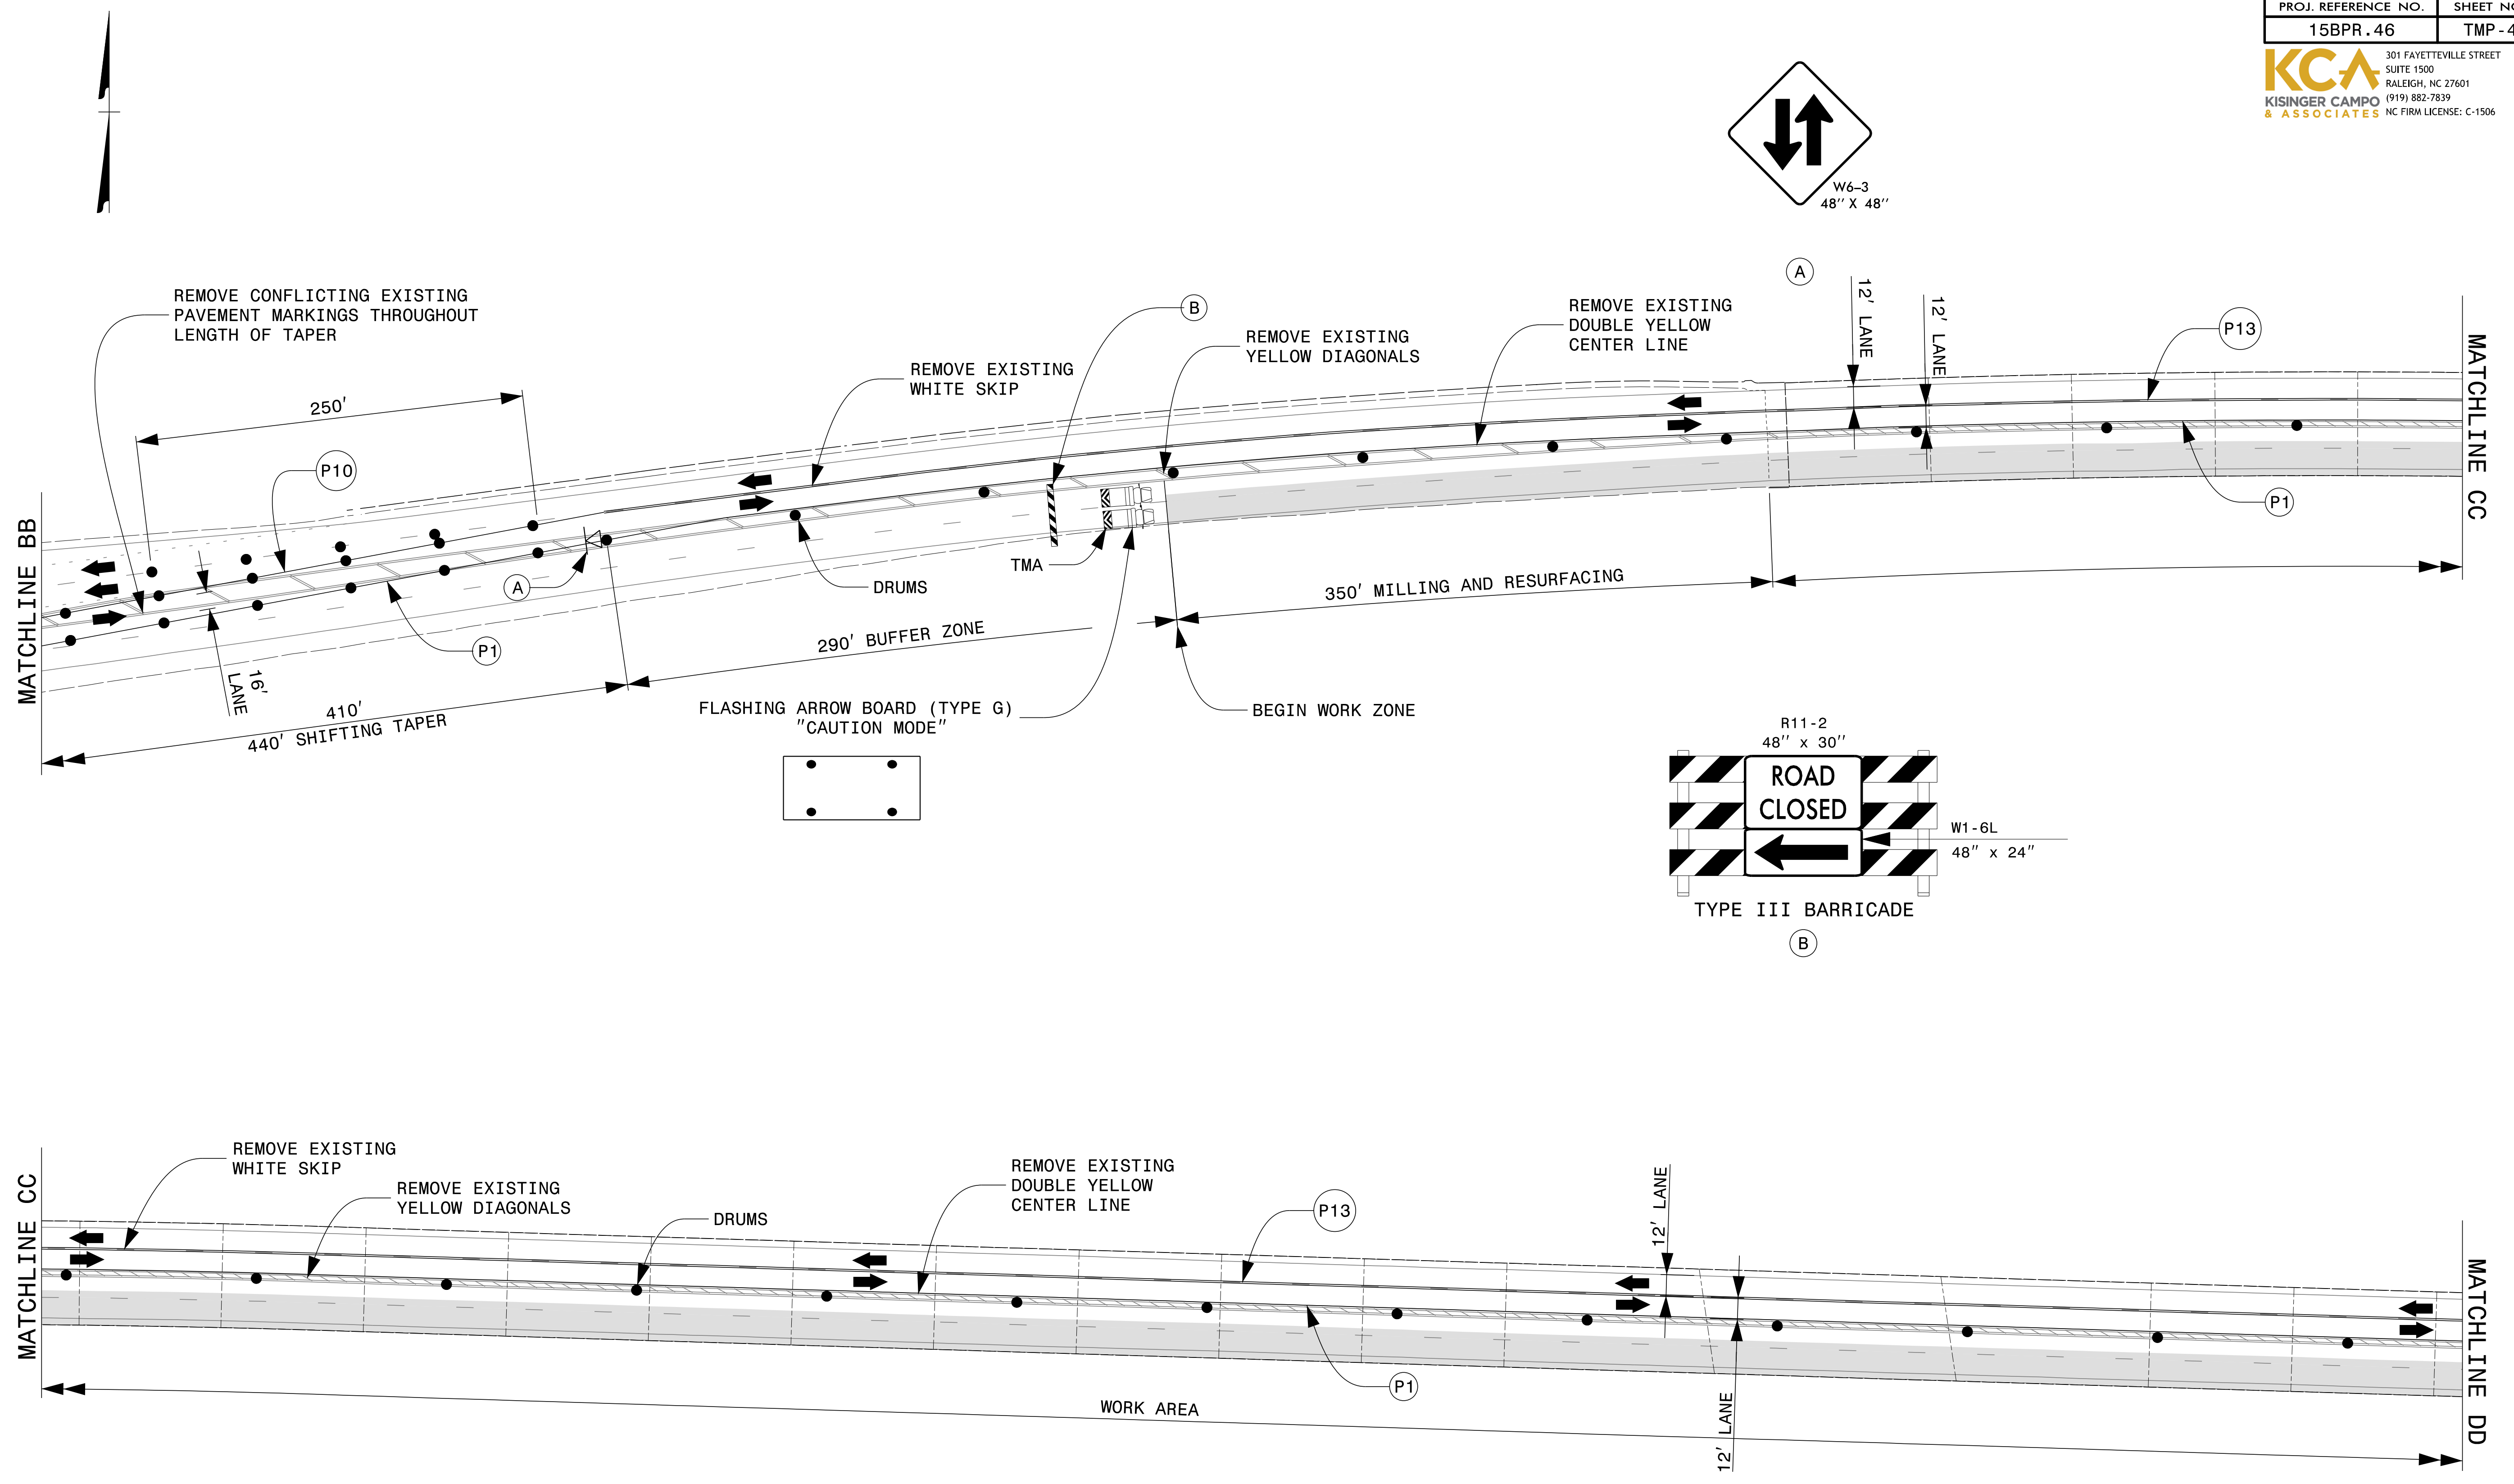 PROJ. REFERENCE NO.
SHEET NO
15BPR.46
TMP-4
KCA
KISINGER CAMPO
& ASSOCIATES
301 FAYETTEVILLE STREET
SUITE 1500
RALEIGH, NC 27601
(919) 882-7839
NC FIRM LICENSE: C-1506
W6-3
48'' X 48''
A
REMOVE CONFLICTING EXISTING
PAVEMENT MARKINGS THROUGHOUT
LENGTH OF TAPER
250'
P10
B
REMOVE EXISTING
WHITE SKIP
REMOVE EXISTING
YELLOW DIAGONALS
REMOVE EXISTING
DOUBLE YELLOW
CENTER LINE
12' LANE
12' LANE
P13
MATCHLINE CC
MATCHLINE BB
A
P1
16'
LANE
410'
440' SHIFTING TAPER
TMA
DRUMS
290' BUFFER ZONE
350' MILLING AND RESURFACING
P1
FLASHING ARROW BOARD (TYPE G)
"CAUTION MODE"
BEGIN WORK ZONE
R11-2
48'' x 30''
ROAD
CLOSED
W1-6L
48" x 24"
TYPE III BARRICADE
B
MATCHLINE CC
REMOVE EXISTING
WHITE SKIP
REMOVE EXISTING
YELLOW DIAGONALS
DRUMS
REMOVE EXISTING
DOUBLE YELLOW
CENTER LINE
P13
12' LANE
12' LANE
P1
WORK AREA
MATCHLINE DD